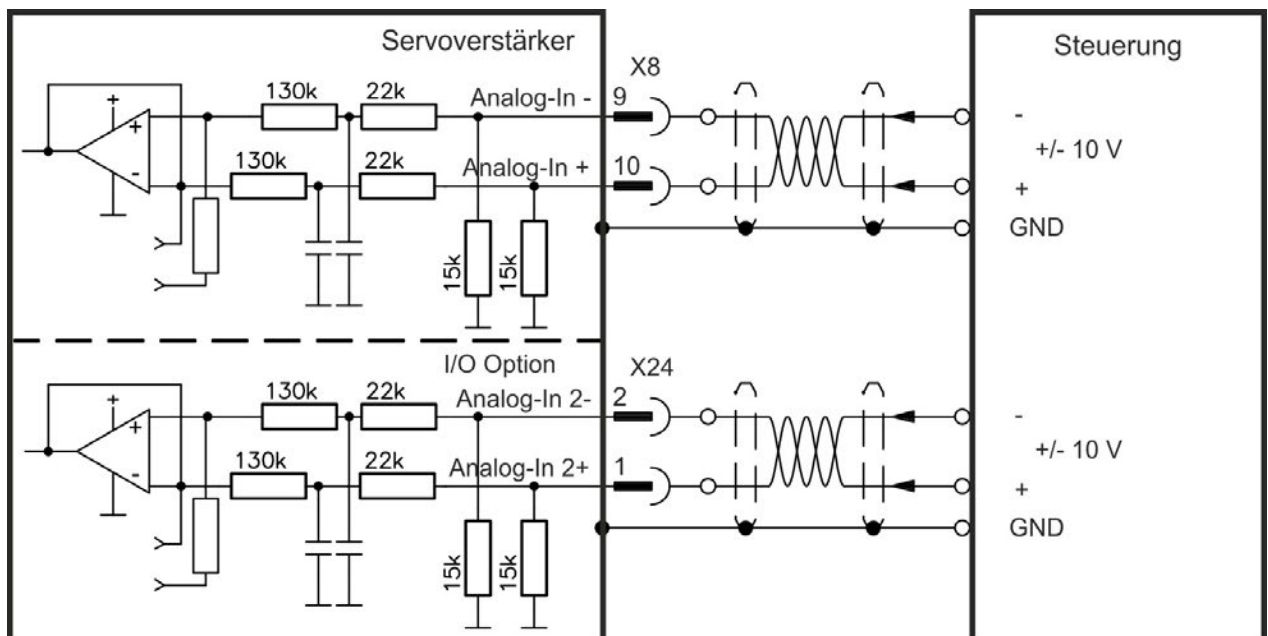 Servoverstärker
Steuerung
X8
130k
22k
Analog-In -
9
-
+
+
+/- 10 V
130k
22k
Analog-In +
10
+
-
GND
15k
15k
I/O Option
X24
130k
22k
Analog-In 2-
2
-
+
+
+/- 10 V
130k
22k
Analog-In 2+
1
+
-
GND
15k
15k